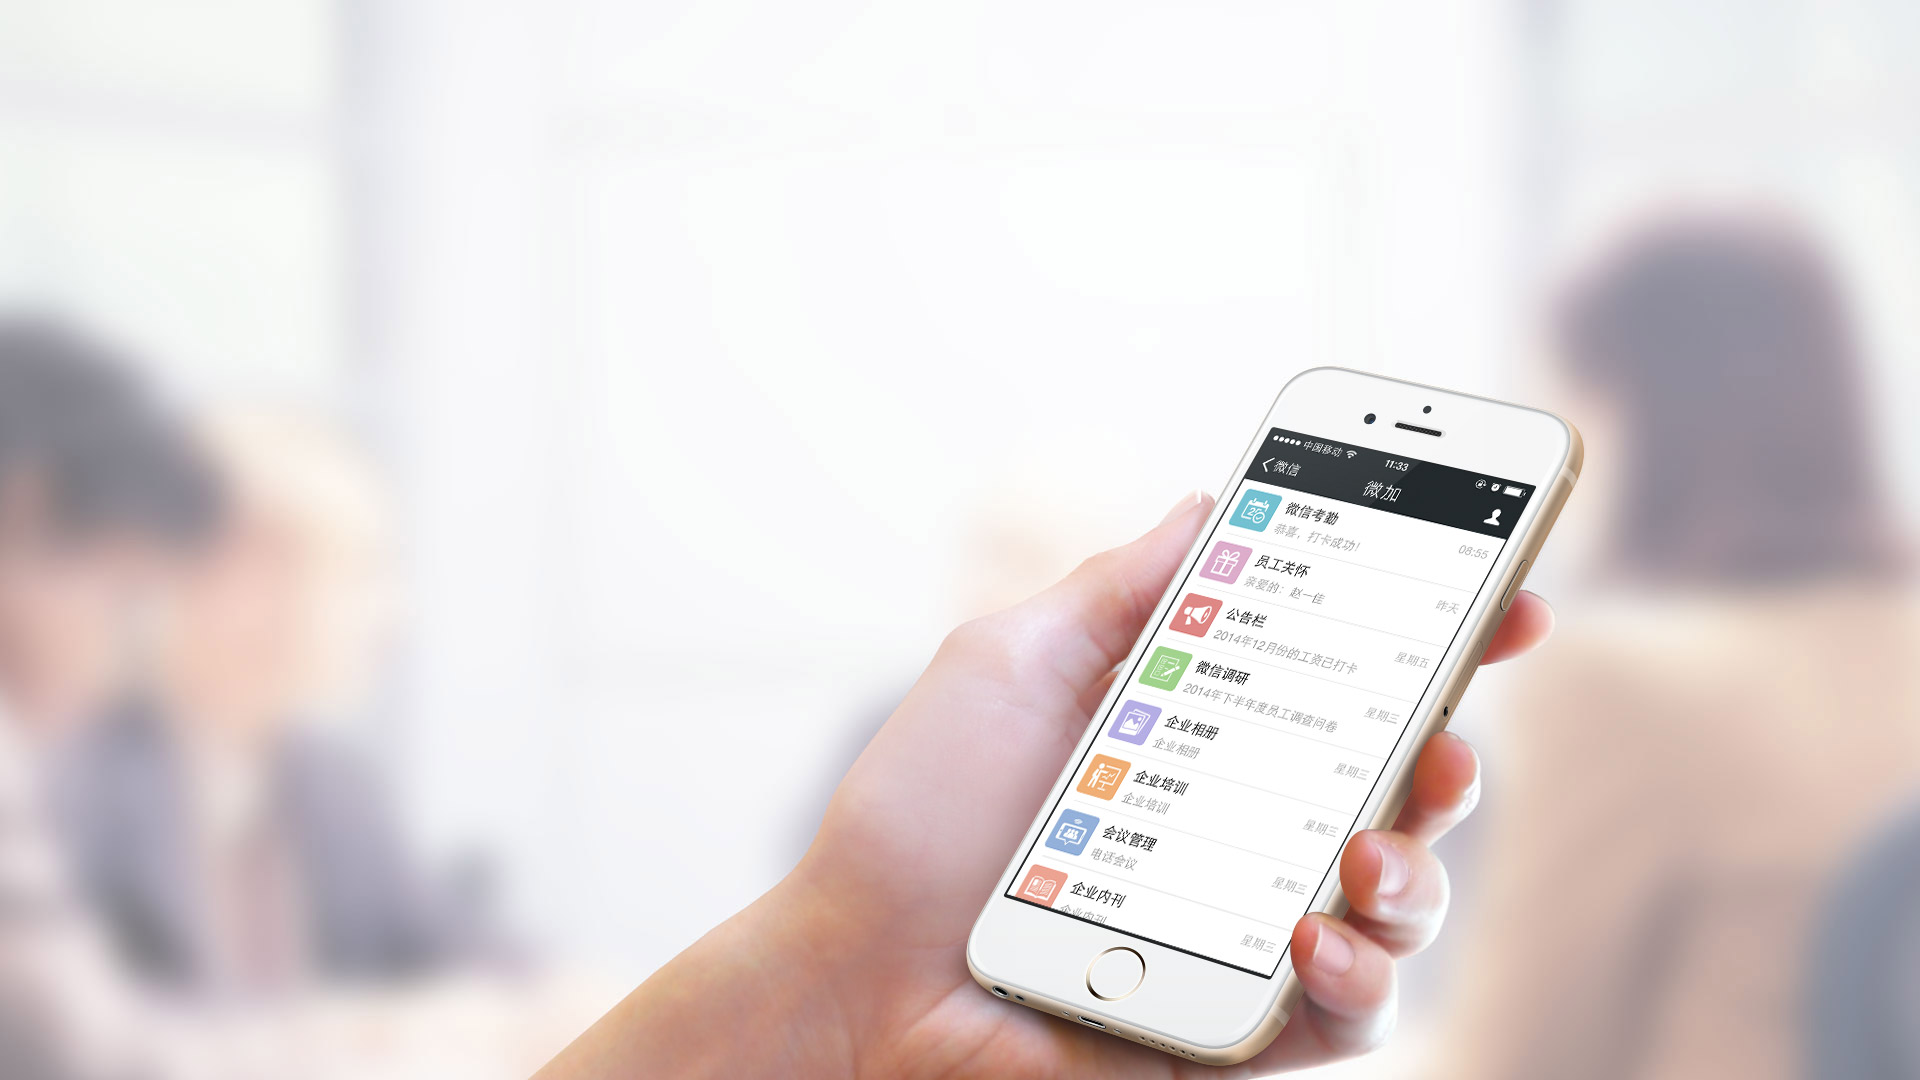 中国移动 11:33
微信
微加
微信考勤 08:55
恭喜，打卡成功！
员工关怀 昨天
亲爱的：赵一佳
公告栏 星期五
2014年12月份的工资已打卡
微信调研 星期三
2014年下半年度员工调查问卷
企业相册 星期三
企业相册
企业培训 星期三
企业培训
会议管理 星期三
电话会议
企业内刊 星期三
企业内刊